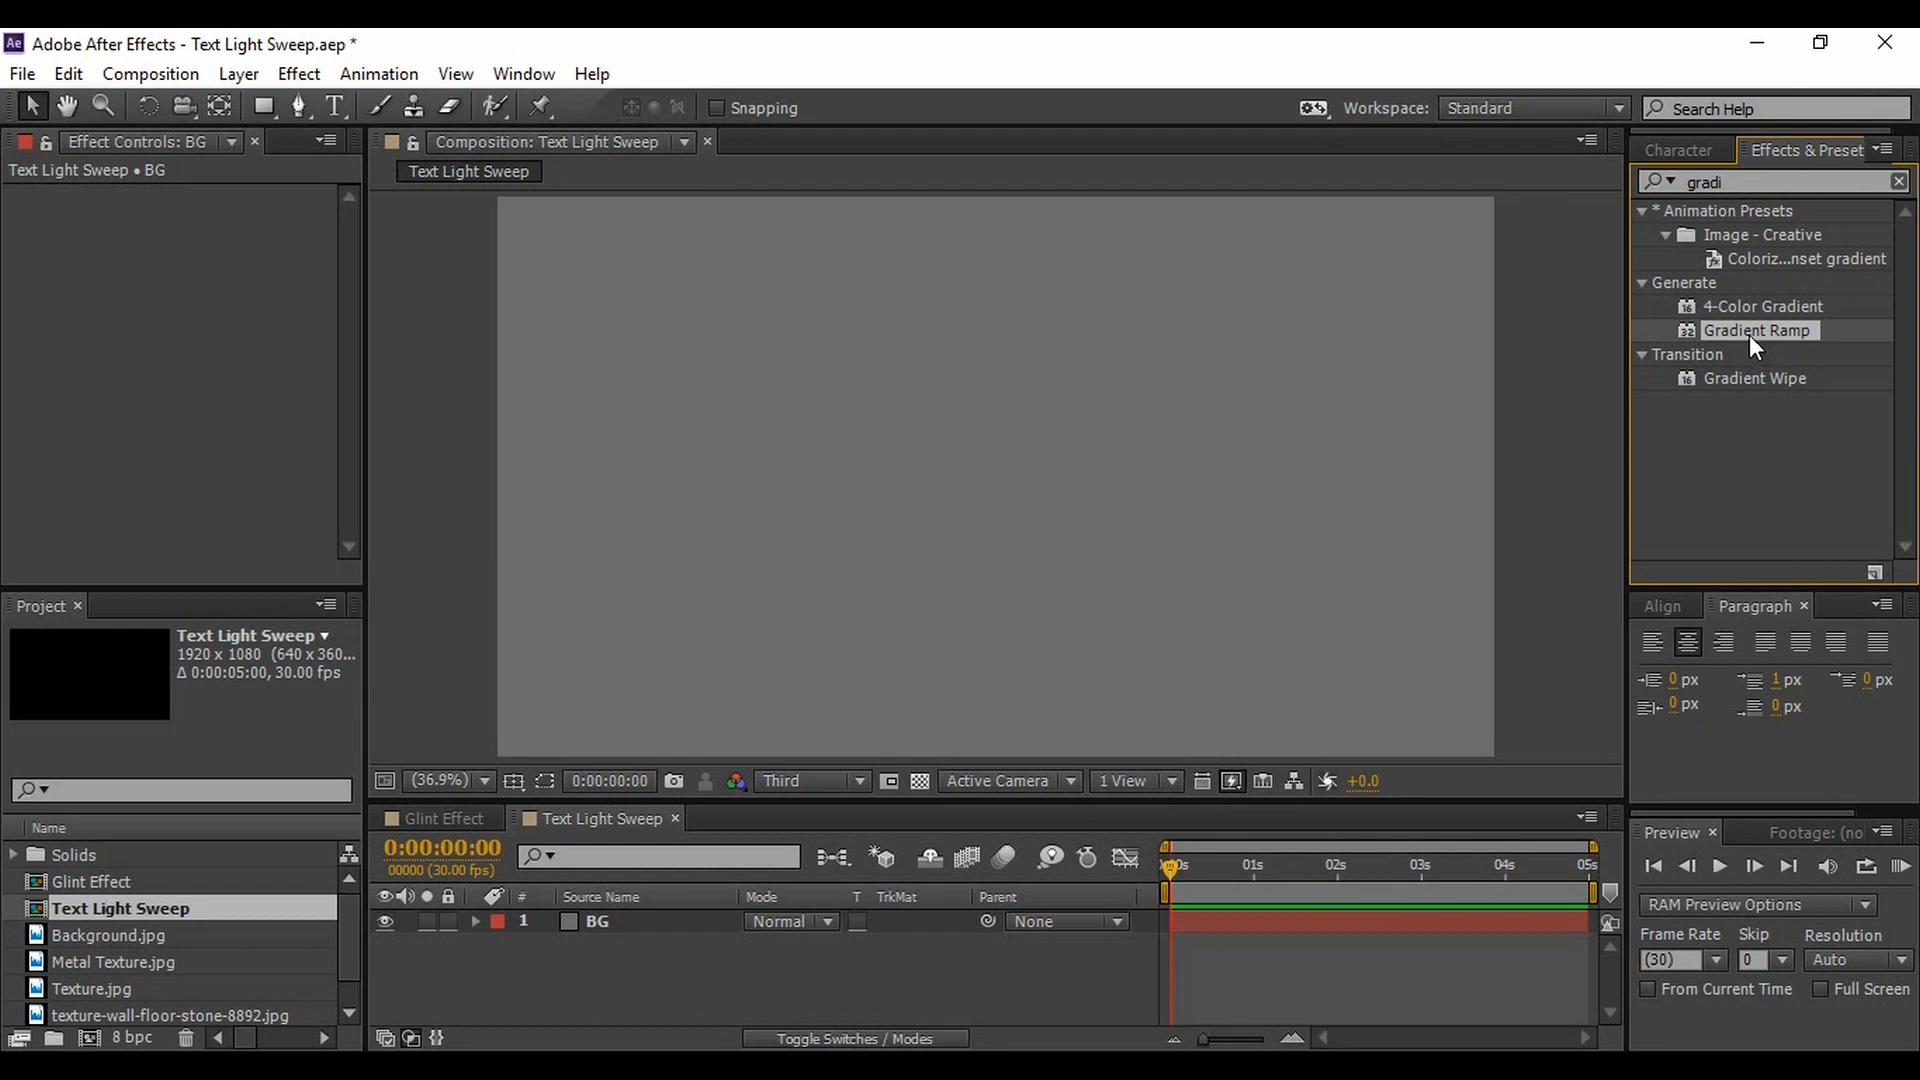 Ae Adobe After Effects - Text Light Sweep.aep *
File Edit Composition Layer Effect Animation View Window Help
T Snapping Workspace: Standard Search Help
Effect Controls: BG
Text Light Sweep • BG
Composition: Text Light Sweep
Text Light Sweep
Character Effects & Preset
gradi
* Animation Presets
Image - Creative
Coloriz...nset gradient
Generate
16 4-Color Gradient
32 Gradient Ramp
Transition
16 Gradient Wipe
Project
Text Light Sweep
1920 x 1080 (640 x 360...
Δ 0:00:05:00, 30.00 fps
Name
Solids
Glint Effect
Text Light Sweep
Background.jpg
Metal Texture.jpg
Texture.jpg
texture-wall-floor-stone-8892.jpg
8 bpc
(36.9%) 0:00:00:00 Third Active Camera 1 View +0.0
Glint Effect Text Light Sweep
0:00:00:00
00000 (30.00 fps)
01s 02s 03s 04s 05s
# Source Name Mode T TrkMat Parent
1 BG Normal None
Toggle Switches / Modes
Align Paragraph
0 px 1 px 0 px
0 px 0 px
Preview Footage: (no
RAM Preview Options
Frame Rate Skip Resolution
(30) 0 Auto
From Current Time Full Screen